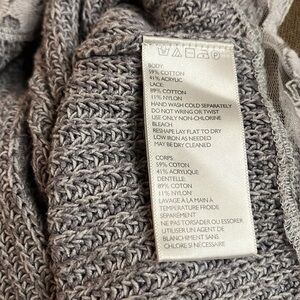 BODY:
59% COTTON
41% ACRYLIC
LACE:
89% COTTON
11% NYLON
HAND WASH COLD SEPARATELY
DO NOT WRING OR TWIST
USE ONLY NON-CHLORINE
BLEACH
RESHAPE LAY FLAT TO DRY
LOW IRON AS NEEDED
MAY BE DRY CLEANED
CORPS:
59% COTON
41% ACRYLIQUE
DENTELLE:
89% COTON
11% NYLON
LAVAGE À LA MAIN À
TEMPERATURE FROIDE
SÉPARÉMENT
NE PAS TORSADER OU ESSORER
UTILISER UN AGENT DE
BLANCHIMENT SANS
CHLORE SI NÉCESSAIRE